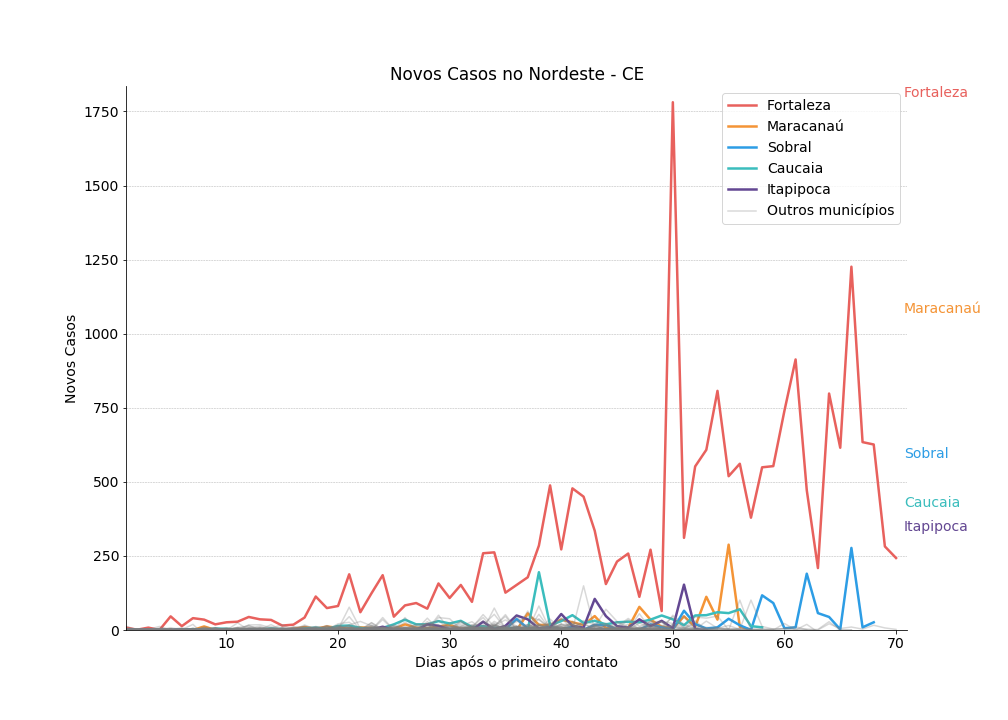 Novos Casos no Nordeste - CE
Fortaleza
Maracanaú
Sobral
Caucaia
Itapipoca
Outros municípios
Fortaleza
Maracanaú
Sobral
Caucaia
Itapipoca
Novos Casos
1750
1500
1250
1000
750
500
250
0
10
20
30
40
50
60
70
Dias após o primeiro contato